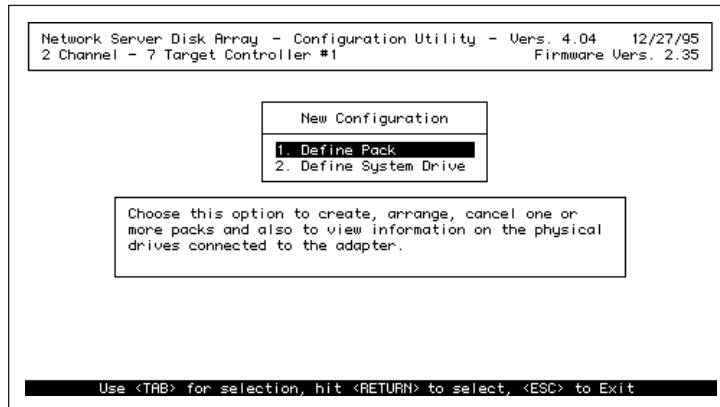 Network Server Disk Array - Configuration Utility - Vers. 4.04 12/27/95
2 Channel - 7 Target Controller #1 Firmware Vers. 2.35
New Configuration
1. Define Pack
2. Define System Drive
Choose this option to create, arrange, cancel one or
more packs and also to view information on the physical
drives connected to the adapter.
Use <TAB> for selection, hit <RETURN> to select, <ESC> to Exit